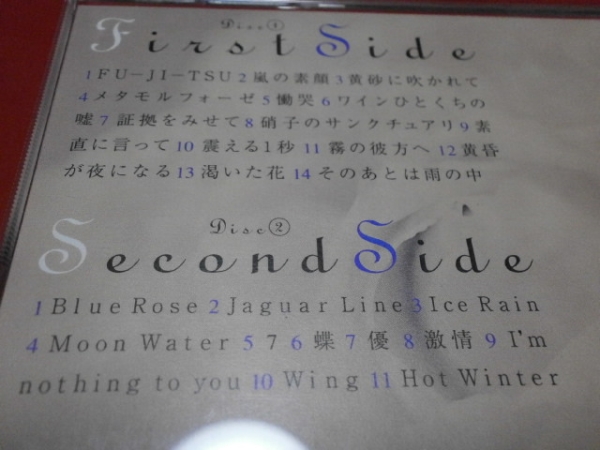 Disc①
First Side
1 FU-JI-TSU 2 嵐の素顔 3 黄砂に吹かれて
4 メタモルフォーゼ 5 慟哭 6 ワインひとくちの
嘘 7 証拠をみせて 8 硝子のサンクチュアリ 9 素
直に言って 10 震える1秒 11 霧の彼方へ 12 黄昏
が夜になる 13 渇いた花 14 そのあとは雨の中
Disc②
Second Side
1 Blue Rose 2 Jaguar Line 3 Ice Rain
4 Moon Water 5 7 6 蝶 7 優 8 激情 9 I'm
nothing to you 10 Wing 11 Hot Winter